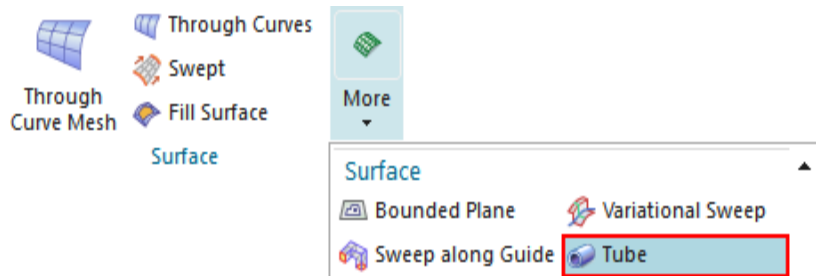 Through Curve Mesh
Through Curves
Swept
Fill Surface
Surface
More
Surface
Bounded Plane
Variational Sweep
Sweep along Guide
Tube